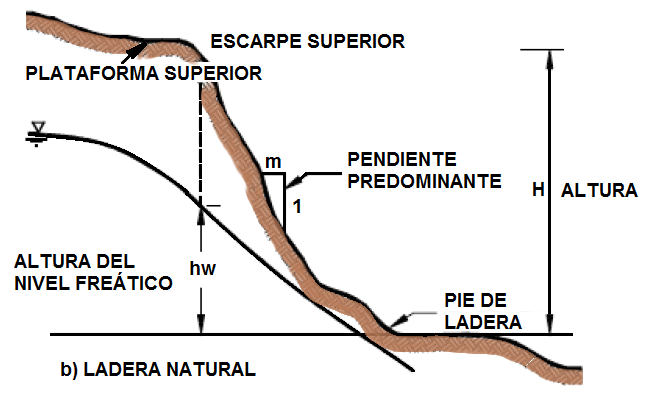 ESCARPE SUPERIOR
PLATAFORMA SUPERIOR
m
PENDIENTE
PREDOMINANTE
1
H ALTURA
ALTURA DEL
NIVEL FREÁTICO
hw
PIE DE
LADERA
b) LADERA NATURAL